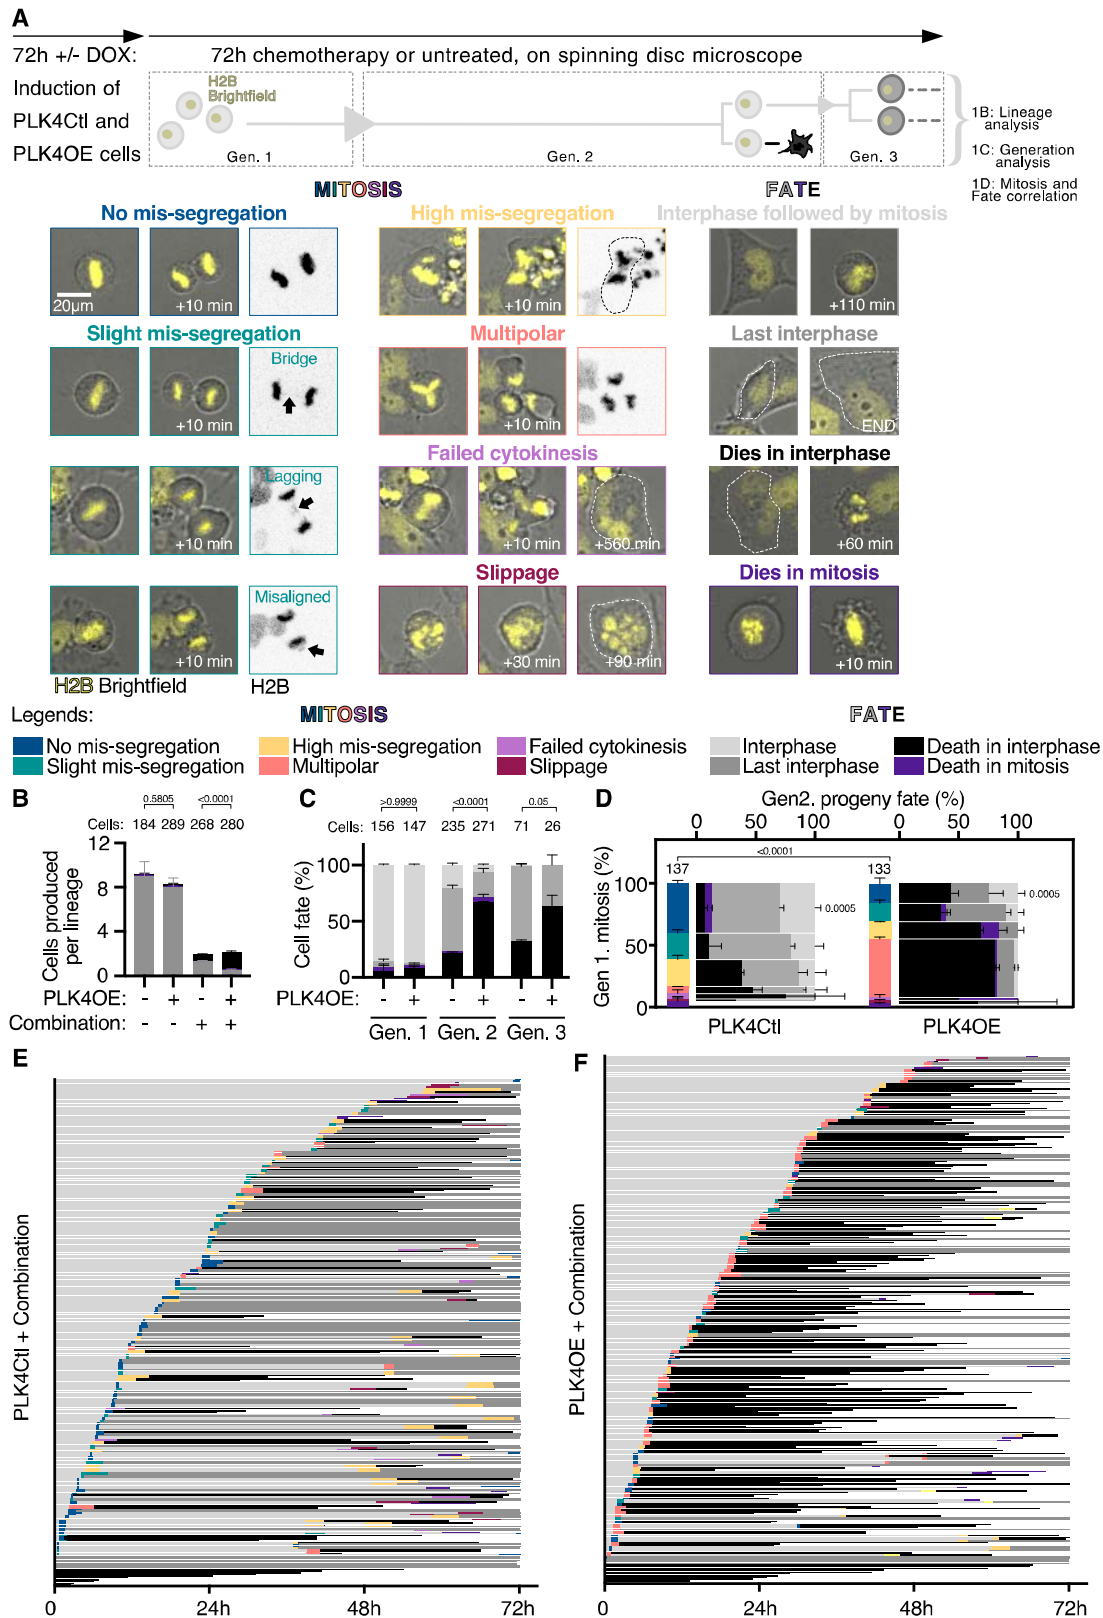 A
72h +/- DOX:
72h chemotherapy or untreated, on spinning disc microscope
Induction of
PLK4Ctl and
PLK4OE cells
H2B
Brightfield
Gen. 1
Gen. 2
Gen. 3
1B: Lineage
analysis
1C: Generation
analysis
1D: Mitosis and
Fate correlation
MITOSIS
FATE
No mis-segregation
High mis-segregation
Interphase followed by mitosis
20µm
+10 min
+10 min
+110 min
Slight mis-segregation
Multipolar
Last interphase
Bridge
+10 min
+10 min
END
Failed cytokinesis
Dies in interphase
Lagging
+10 min
+10 min
+560 min
+60 min
Slippage
Dies in mitosis
Misaligned
+10 min
+30 min
+90 min
+10 min
H2B Brightfield
H2B
Legends:
MITOSIS
FATE
No mis-segregation
High mis-segregation
Failed cytokinesis
Interphase
Death in interphase
Slight mis-segregation
Multipolar
Slippage
Last interphase
Death in mitosis
B
0.5805
<0.0001
Cells: 184 289 268 280
Cells produced
per lineage
12
8
4
0
PLK4OE: - + - +
Combination: - - + +
C
>0.9999
<0.0001
0.05
Cells: 156 147 235 271 71 26
Cell fate (%)
100
50
0
PLK4OE: - + - + - +
Gen. 1
Gen. 2
Gen. 3
D
Gen2. progeny fate (%)
0 50 100
0 50 100
<0.0001
137
133
Gen 1. mitosis (%)
100
50
0
0.0005
0.0005
PLK4Ctl
PLK4OE
E
PLK4Ctl + Combination
0
24h
48h
72h
F
PLK4OE + Combination
0
24h
48h
72h